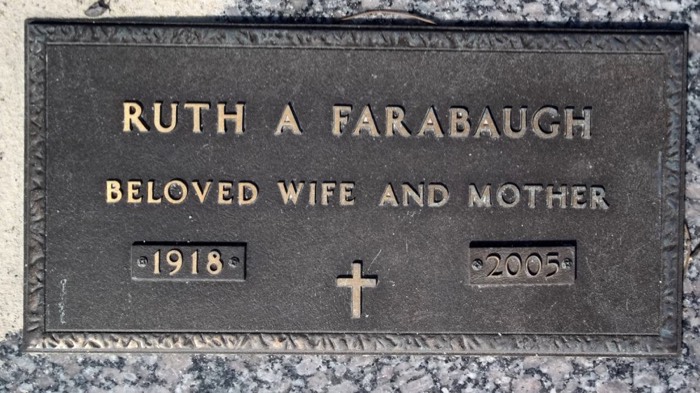 RUTH A FARABAUGH
BELOVED WIFE AND MOTHER
1918 2005